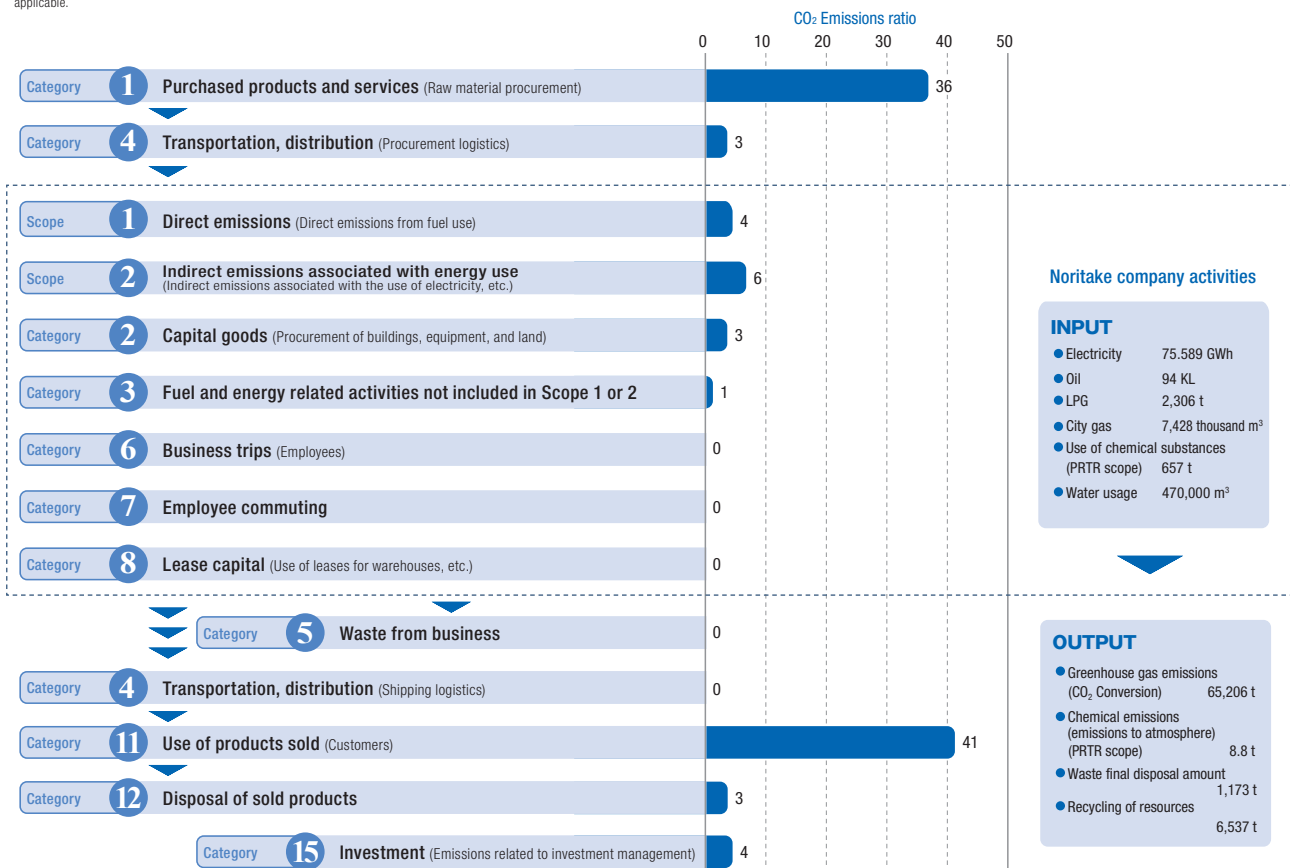 applicable.
CO₂ Emissions ratio
0 10 20 30 40 50
Category 1 Purchased products and services (Raw material procurement) 36
Category 4 Transportation, distribution (Procurement logistics) 3
Scope 1 Direct emissions (Direct emissions from fuel use) 4
Scope 2 Indirect emissions associated with energy use 6
(Indirect emissions associated with the use of electricity, etc.)
Category 2 Capital goods (Procurement of buildings, equipment, and land) 3
Category 3 Fuel and energy related activities not included in Scope 1 or 2 1
Category 6 Business trips (Employees) 0
Category 7 Employee commuting 0
Category 8 Lease capital (Use of leases for warehouses, etc.) 0
Category 5 Waste from business 0
Category 4 Transportation, distribution (Shipping logistics) 0
Category 11 Use of products sold (Customers) 41
Category 12 Disposal of sold products 3
Category 15 Investment (Emissions related to investment management) 4
Noritake company activities
INPUT
● Electricity 75.589 GWh
● Oil 94 KL
● LPG 2,306 t
● City gas 7,428 thousand m³
● Use of chemical substances
(PRTR scope) 657 t
● Water usage 470,000 m³
OUTPUT
● Greenhouse gas emissions
(CO₂ Conversion) 65,206 t
● Chemical emissions
(emissions to atmosphere)
(PRTR scope) 8.8 t
● Waste final disposal amount
1,173 t
● Recycling of resources
6,537 t